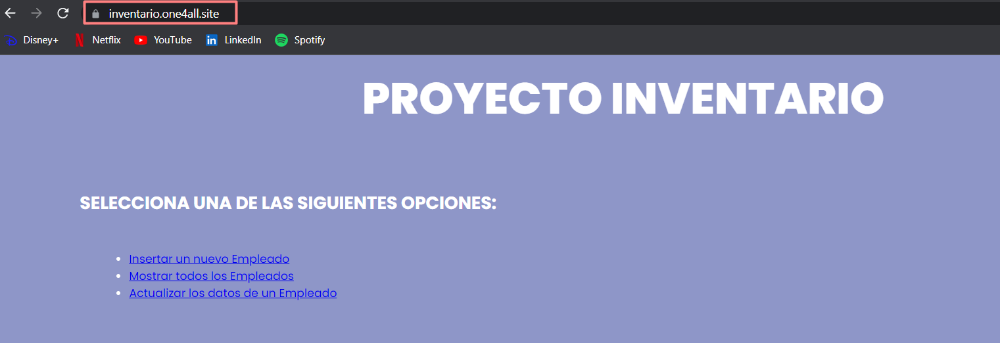 inventario.one4all.site
Disney+ Netflix YouTube LinkedIn Spotify
PROYECTO INVENTARIO
SELECCIONA UNA DE LAS SIGUIENTES OPCIONES:
Insertar un nuevo Empleado
Mostrar todos los Empleados
Actualizar los datos de un Empleado